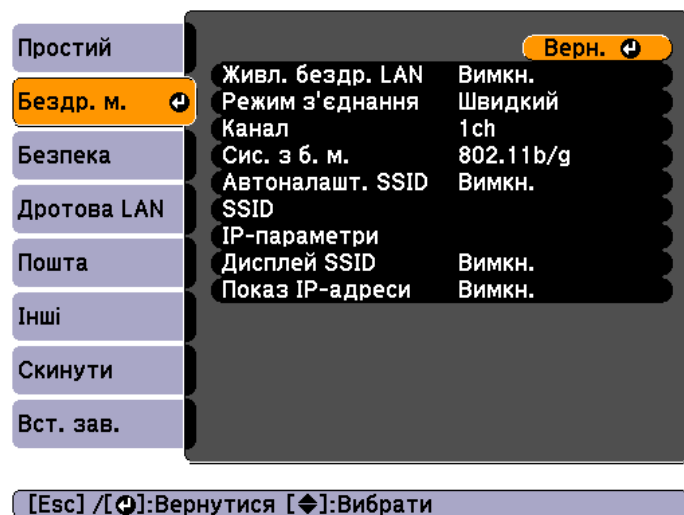 Простий
Бездр. м.
Безпека
Дротова LAN
Пошта
Інші
Скинути
Вст. зав.
Верн.
Живл. бездр. LAN Вимкн.
Режим з'єднання Швидкий
Канал 1ch
Сис. з б. м. 802.11b/g
Автоналашт. SSID Вимкн.
SSID
IP-параметри
Дисплей SSID Вимкн.
Показ IP-адреси Вимкн.
[Esc] /[⏎]:Вернутися [◆]:Вибрати